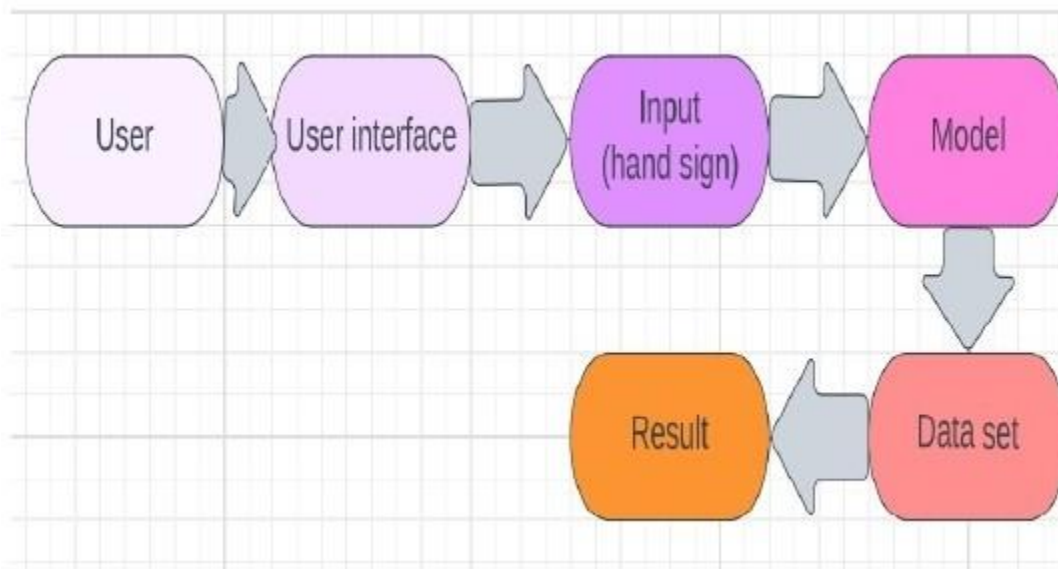 User
User interface
Input
(hand sign)
Model
Result
Data set